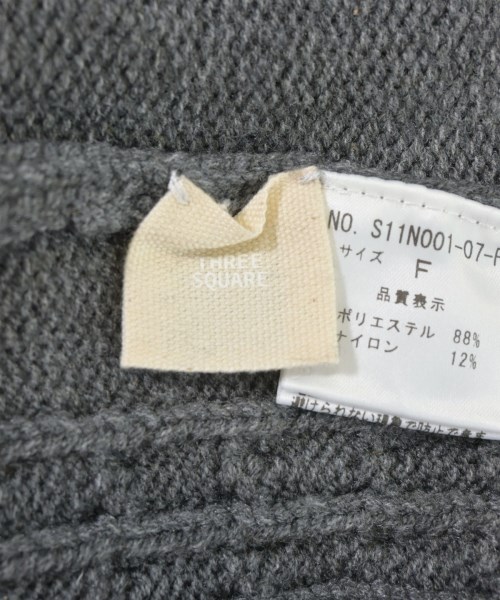 THREE
SQUARE
NO. S11N001-07-
サイズ F
品質表示
ポリエステル 88%
ナイロン 12%